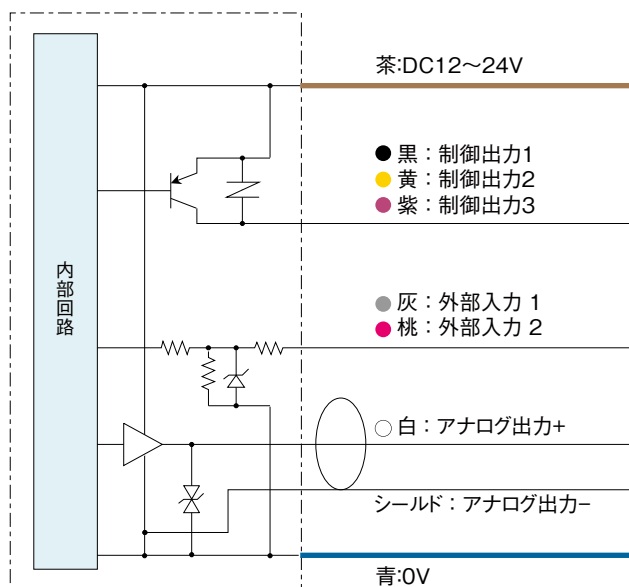 茶:DC12～24V
黒：制御出力1
黄：制御出力2
紫：制御出力3
内部回路
灰：外部入力 1
桃：外部入力 2
白：アナログ出力+
シールド：アナログ出力−
青:0V